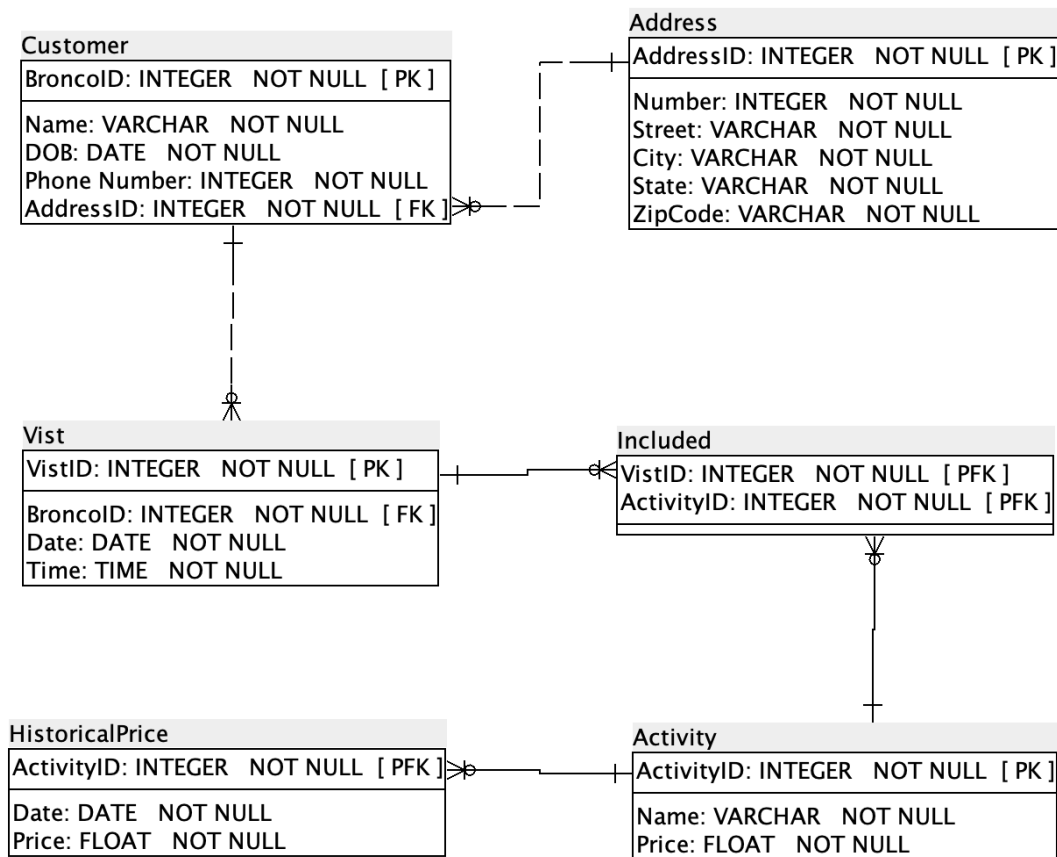 Customer
BroncoID: INTEGER NOT NULL [ PK ]
Name: VARCHAR NOT NULL
DOB: DATE NOT NULL
Phone Number: INTEGER NOT NULL
AddressID: INTEGER NOT NULL [ FK ]
Address
AddressID: INTEGER NOT NULL [ PK ]
Number: INTEGER NOT NULL
Street: VARCHAR NOT NULL
City: VARCHAR NOT NULL
State: VARCHAR NOT NULL
ZipCode: VARCHAR NOT NULL
Vist
VistID: INTEGER NOT NULL [ PK ]
BroncoID: INTEGER NOT NULL [ FK ]
Date: DATE NOT NULL
Time: TIME NOT NULL
Included
VistID: INTEGER NOT NULL [ PFK ]
ActivityID: INTEGER NOT NULL [ PFK ]
HistoricalPrice
ActivityID: INTEGER NOT NULL [ PFK ]
Date: DATE NOT NULL
Price: FLOAT NOT NULL
Activity
ActivityID: INTEGER NOT NULL [ PK ]
Name: VARCHAR NOT NULL
Price: FLOAT NOT NULL